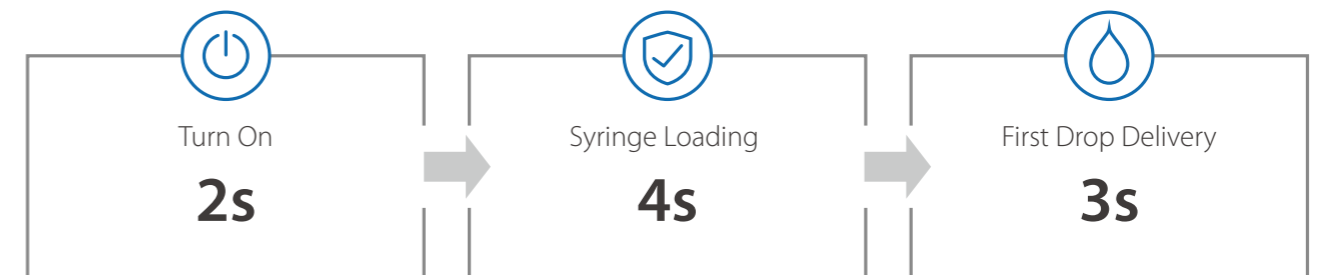 Turn On
2s
Syringe Loading
4s
First Drop Delivery
3s